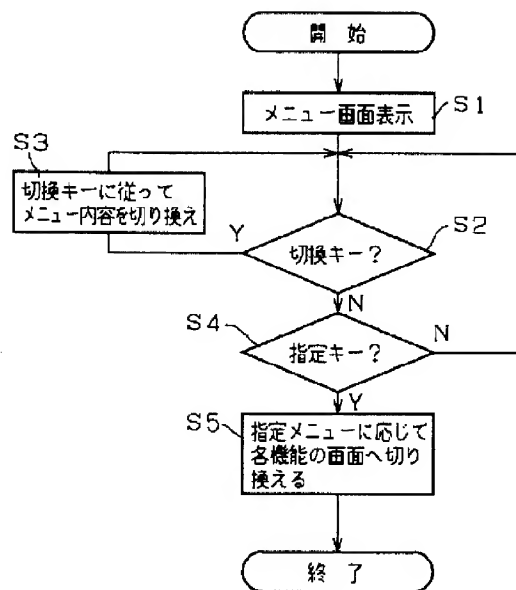 開始
メニュー画面表示
S1
S3
切換キーに従って
メニュー内容を切り換え
Y
切換キー?
S2
N
S4
指定キー?
N
Y
S5
指定メニューに応じて
各機能の画面へ切り
換える
終了